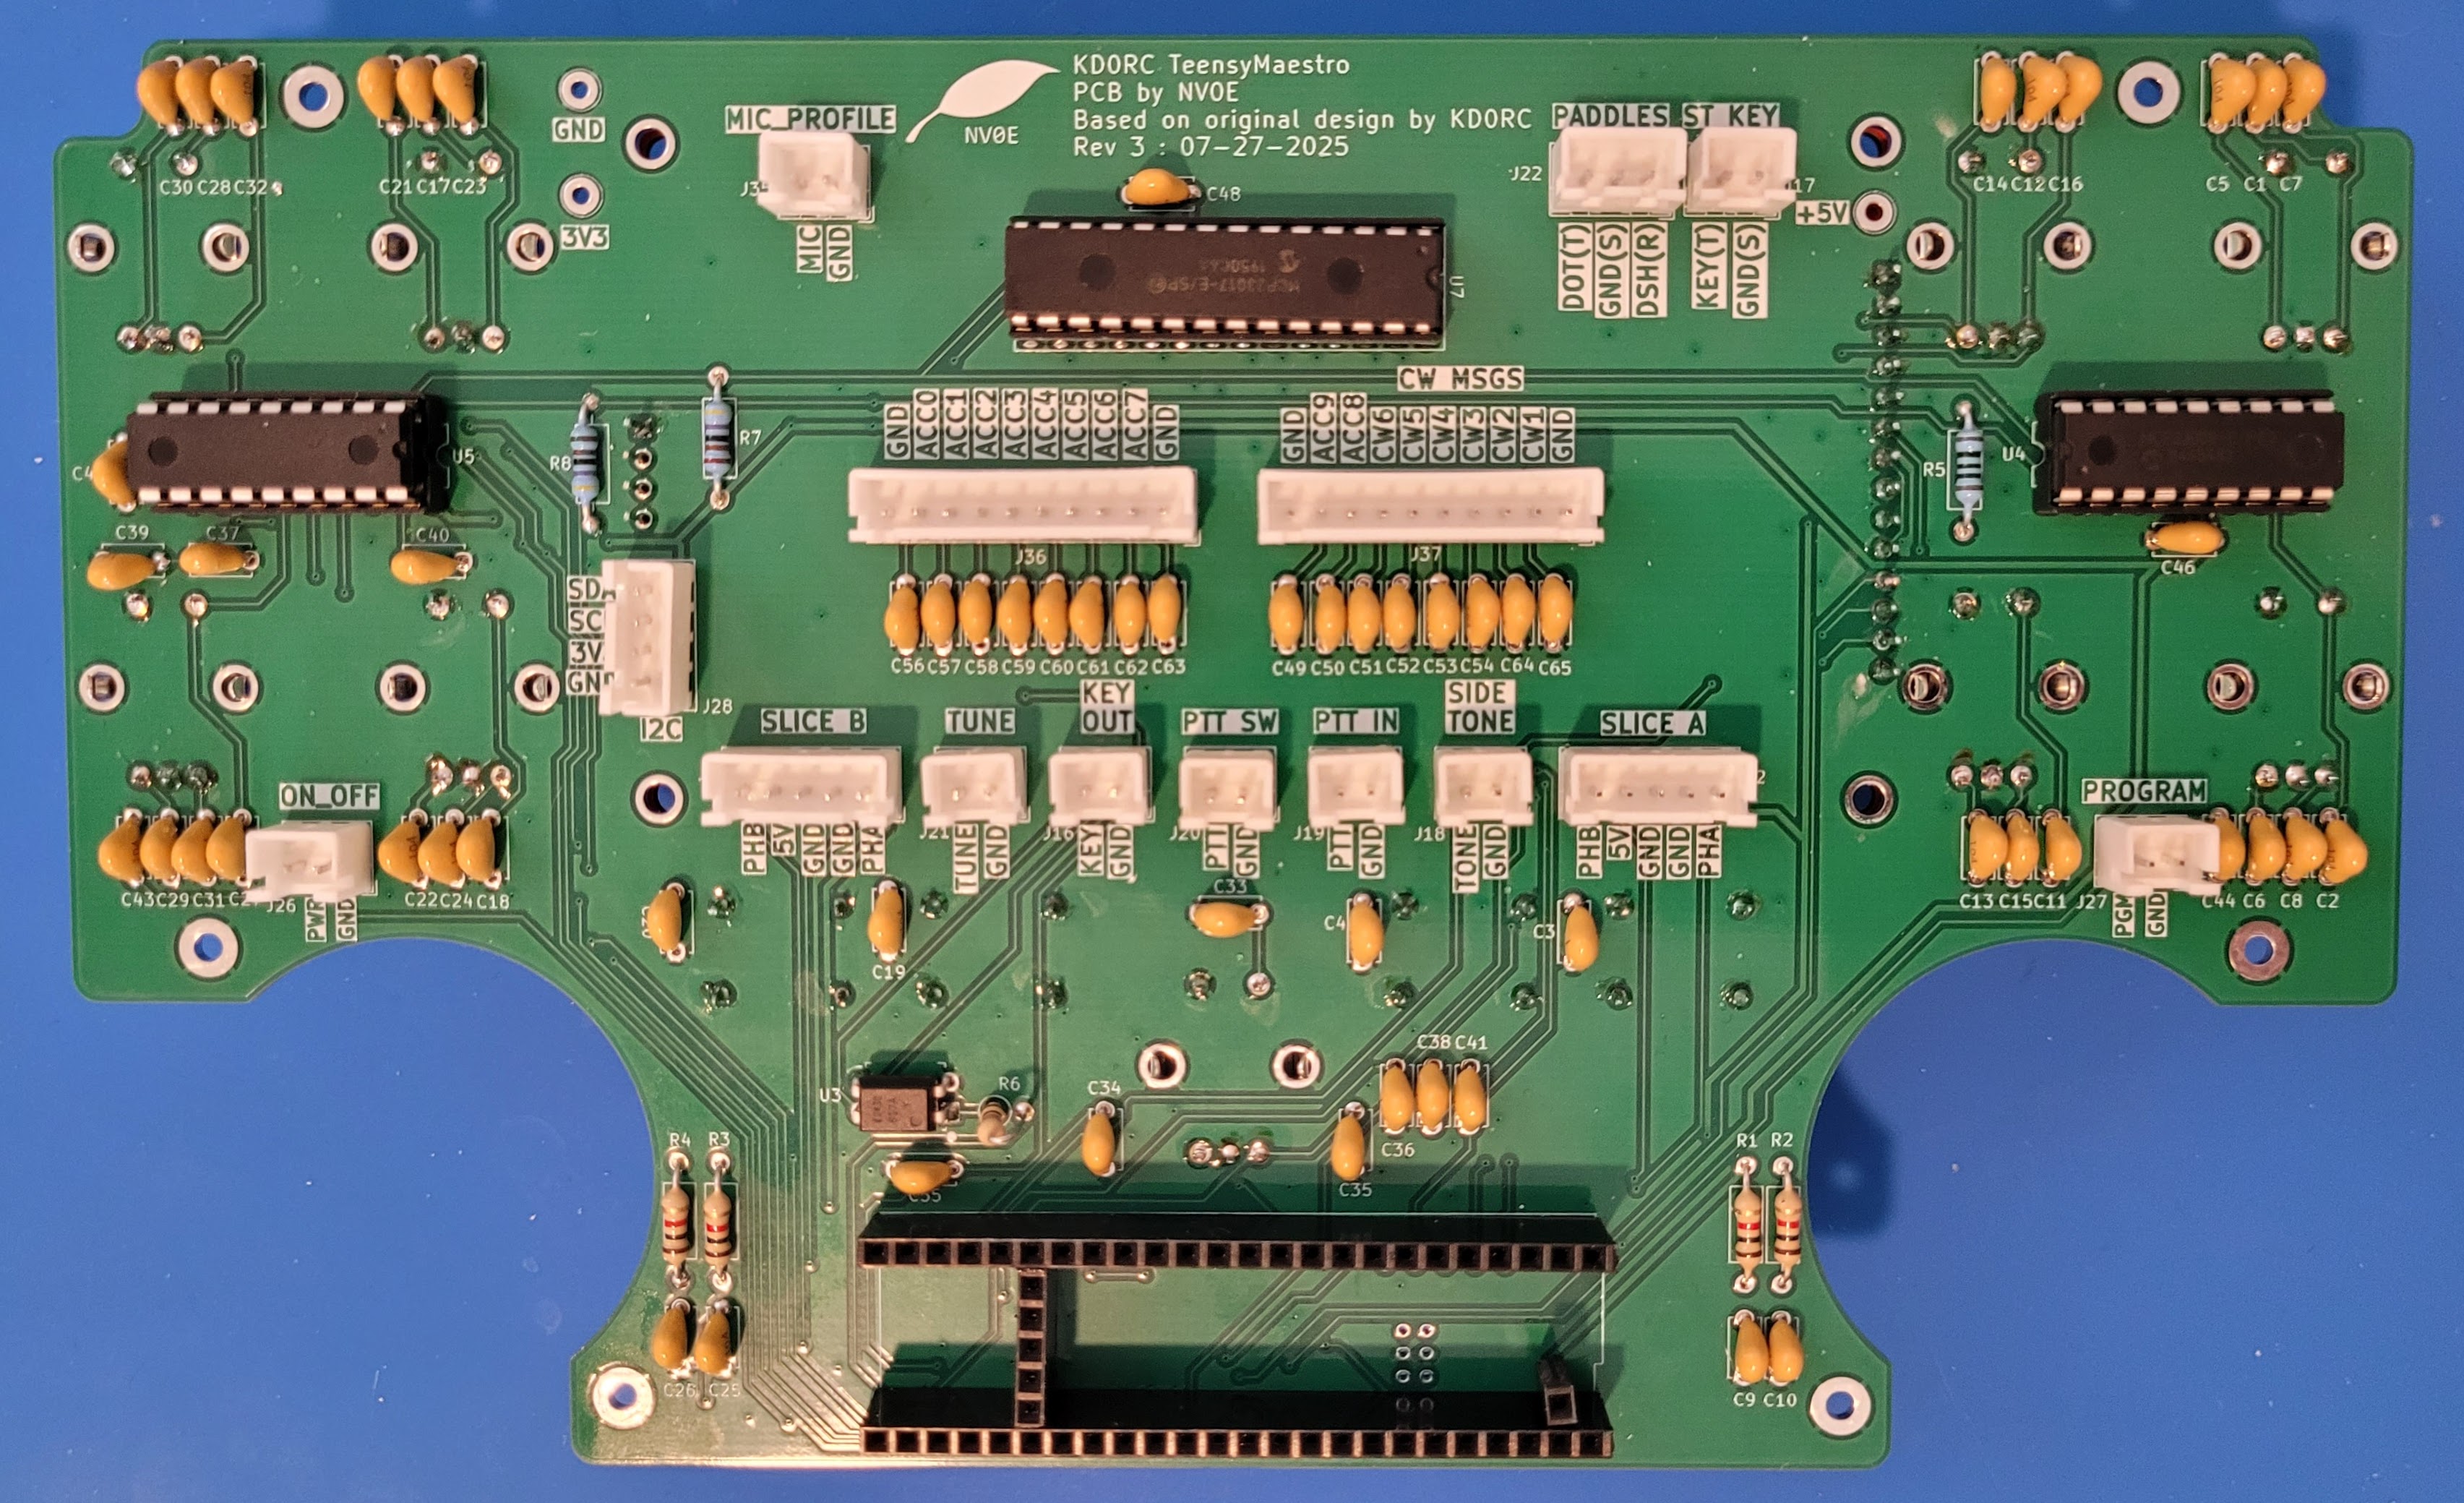 KD0RC TeensyMaestro
PCB by NV0E
Based on original design by KD0RC
Rev 3 : 07-27-2025
NV0E
MIC_PROFILE
MIC
GND
GND
3V3
C48
U7
MCP23017-E/SP
PADDLES
ST KEY
J22
DOT(T)
GND(S)
DSH(R)
KEY(T)
GND(S)
+5V
C30 C28 C32
C21 C17 C23
C14 C12 C16
C5 C1 C7
CW MSGS
GND
ACC0
ACC1
ACC2
ACC3
ACC4
ACC5
ACC6
ACC7
GND
GND
ACC9
ACC8
CW6
CW5
CW4
CW3
CW2
CW1
GND
U5
R8
R7
R5
U4
C39
C37
C40
C46
J36
J37
SDA
GND
J28
I2C
C56 C57 C58 C59 C60 C61 C62 C63
C49 C50 C51 C52 C53 C54 C64 C65
SLICE B
TUNE
KEY
OUT
PTT SW
PTT IN
SIDE
TONE
SLICE A
J21
J16
J20
J19
J18
PHB
5V
GND
GND
PHA
TUNE
GND
KEY
GND
PTT
GND
PTT
GND
TONE
GND
PHB
5V
GND
GND
PHA
ON_OFF
PROGRAM
C43 C29 C31
J26
PWR
GND
C22 C24 C18
C13 C15 C11
J27
PGM
GND
C44 C6 C8 C2
C33
C19
C38 C41
U3
R6
C34
C36
C35
R4 R3
R1 R2
C26 C25
C9 C10